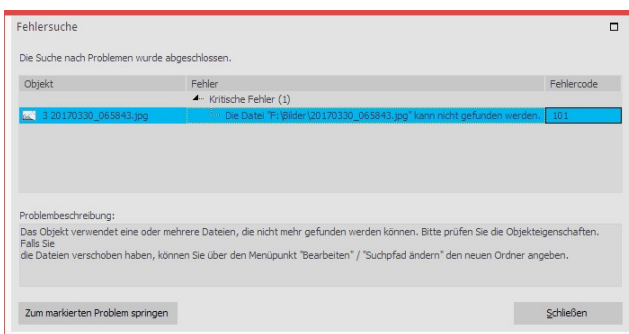 Fehlersuche
Die Suche nach Problemen wurde abgeschlossen.
Objekt Fehler Fehlercode
Kritische Fehler (1)
3 20170330_065843.jpg Die Datei "F:\Bilder\20170330_065843.jpg" kann nicht gefunden werden. 101
Problembeschreibung:
Das Objekt verwendet eine oder mehrere Dateien, die nicht mehr gefunden werden können. Bitte prüfen Sie die Objekteigenschaften.
Falls Sie
die Dateien verschoben haben, können Sie über den Menüpunkt "Bearbeiten" / "Suchpfad ändern" den neuen Ordner angeben.
Zum markierten Problem springen Schließen